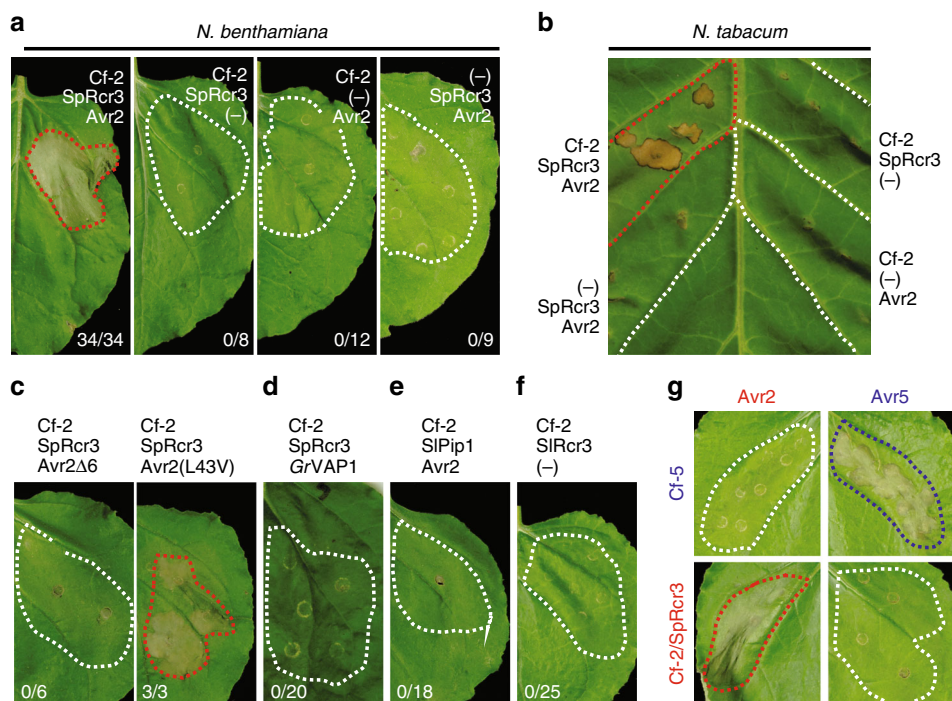 a
N. benthamiana
Cf-2
SpRcr3
Avr2
34/34
Cf-2
SpRcr3
(–)
0/8
Cf-2
(–)
Avr2
0/12
(–)
SpRcr3
Avr2
0/9
b
N. tabacum
Cf-2
SpRcr3
Avr2
(–)
SpRcr3
Avr2
Cf-2
SpRcr3
(–)
Cf-2
(–)
Avr2
c
Cf-2
SpRcr3
Avr2Δ6
0/6
Cf-2
SpRcr3
Avr2(L43V)
3/3
d
Cf-2
SpRcr3
GrVAP1
0/20
e
Cf-2
SlPip1
Avr2
0/18
f
Cf-2
SlRcr3
(–)
0/25
g
Avr2
Avr5
Cf-5
Cf-2/SpRcr3